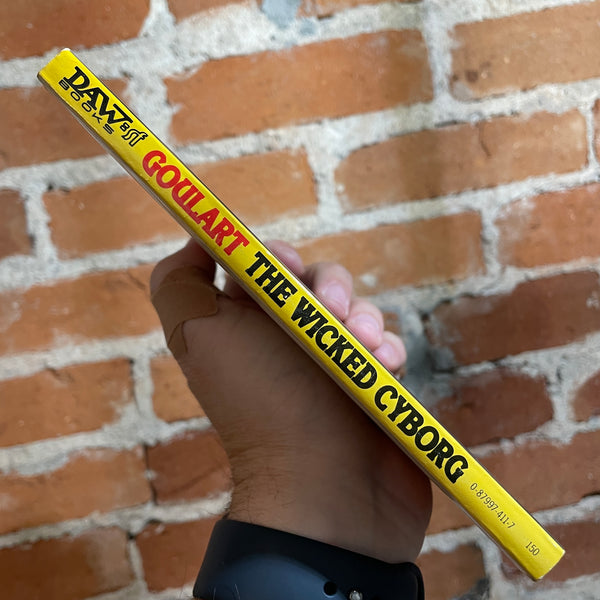 DAW
BOOKS
sf
GOULART
THE WICKED CYBORG
0-87997-411-7
150